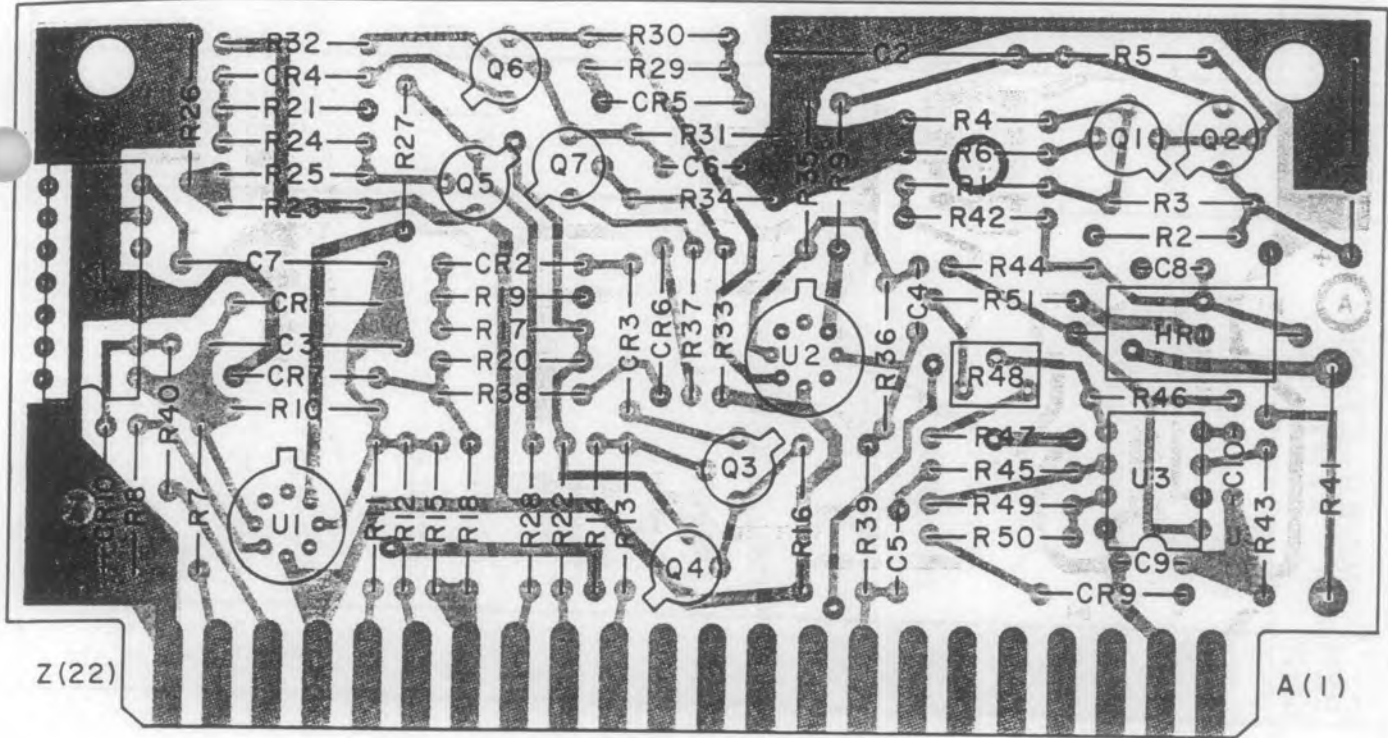 R32 R30 C2 R5
CR4 Q6 R29
R21 CR5
R26 R24 R27 R31 R35 R9 R4 Q1 Q2
R25 Q5 Q7 C6 R6
R23 R34 R1 R3
R42 R2
C7 CR2 R44 C8
CR R19 R51
C3 R17 CR3 CR6 R37 R33 U2 R36 C4 HR1
CR R20 R48
R40 R10 R38 R46
R47 C10
Q3 R45 U3
CR10 R8 R7 U1 R R12 R15 R18 R28 R22 R14 R13 R16 R39 C5 R49 R43 R41
R50
Q4 C9
CR9
A
Z(22) A(1)